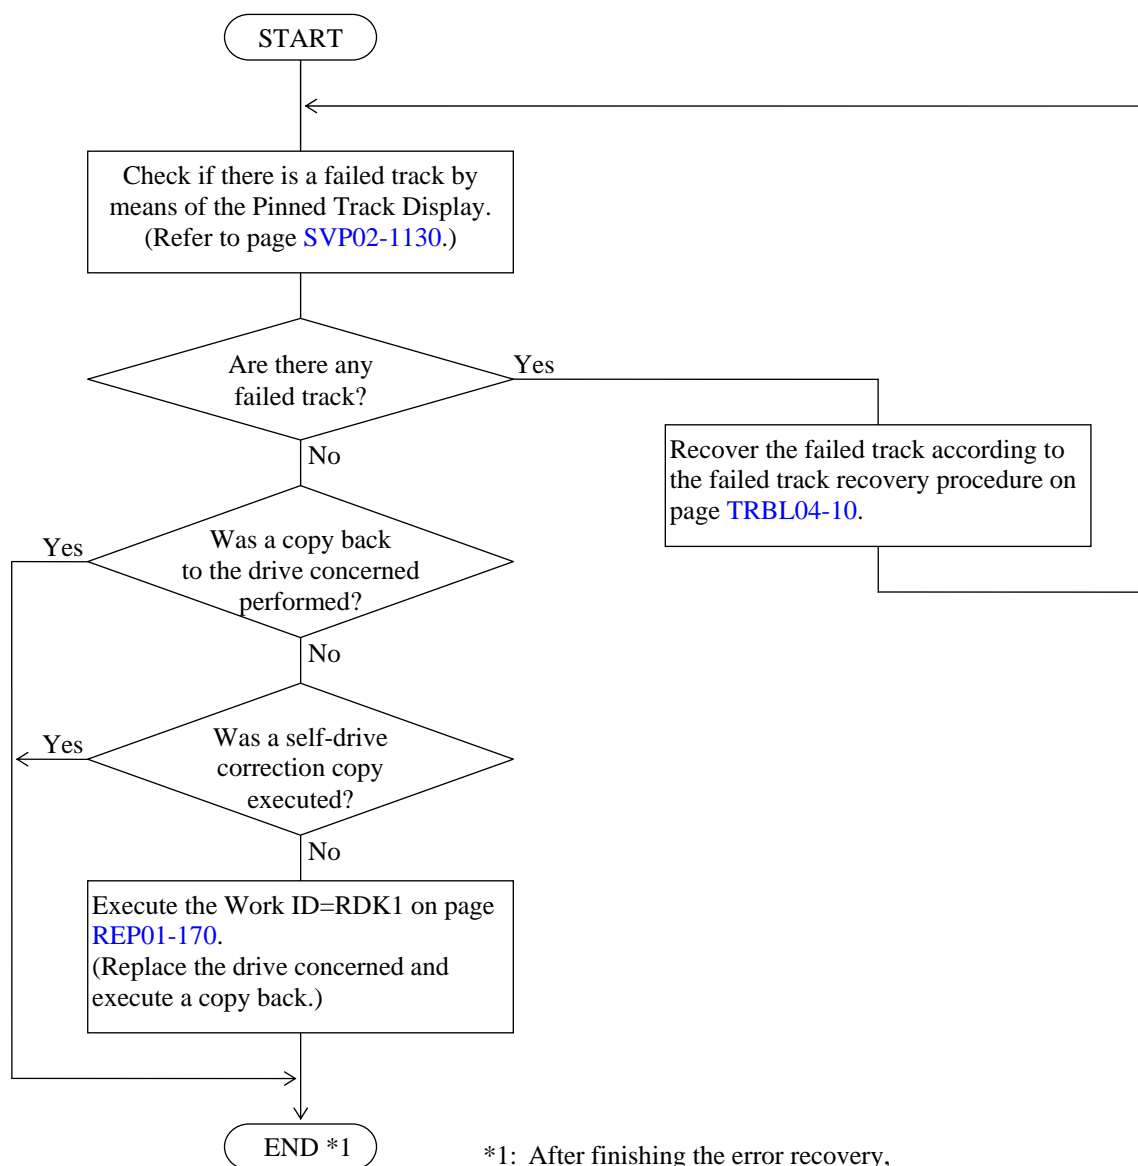 START
Check if there is a failed track by
means of the Pinned Track Display.
(Refer to page SVP02-1130.)
Are there any
failed track?
Yes
No
Recover the failed track according to
the failed track recovery procedure on
page TRBL04-10.
Was a copy back
to the drive concerned
performed?
Yes
No
Was a self-drive
correction copy
executed?
Yes
No
Execute the Work ID=RDK1 on page
REP01-170.
(Replace the drive concerned and
execute a copy back.)
END *1
*1: After finishing the error recovery,